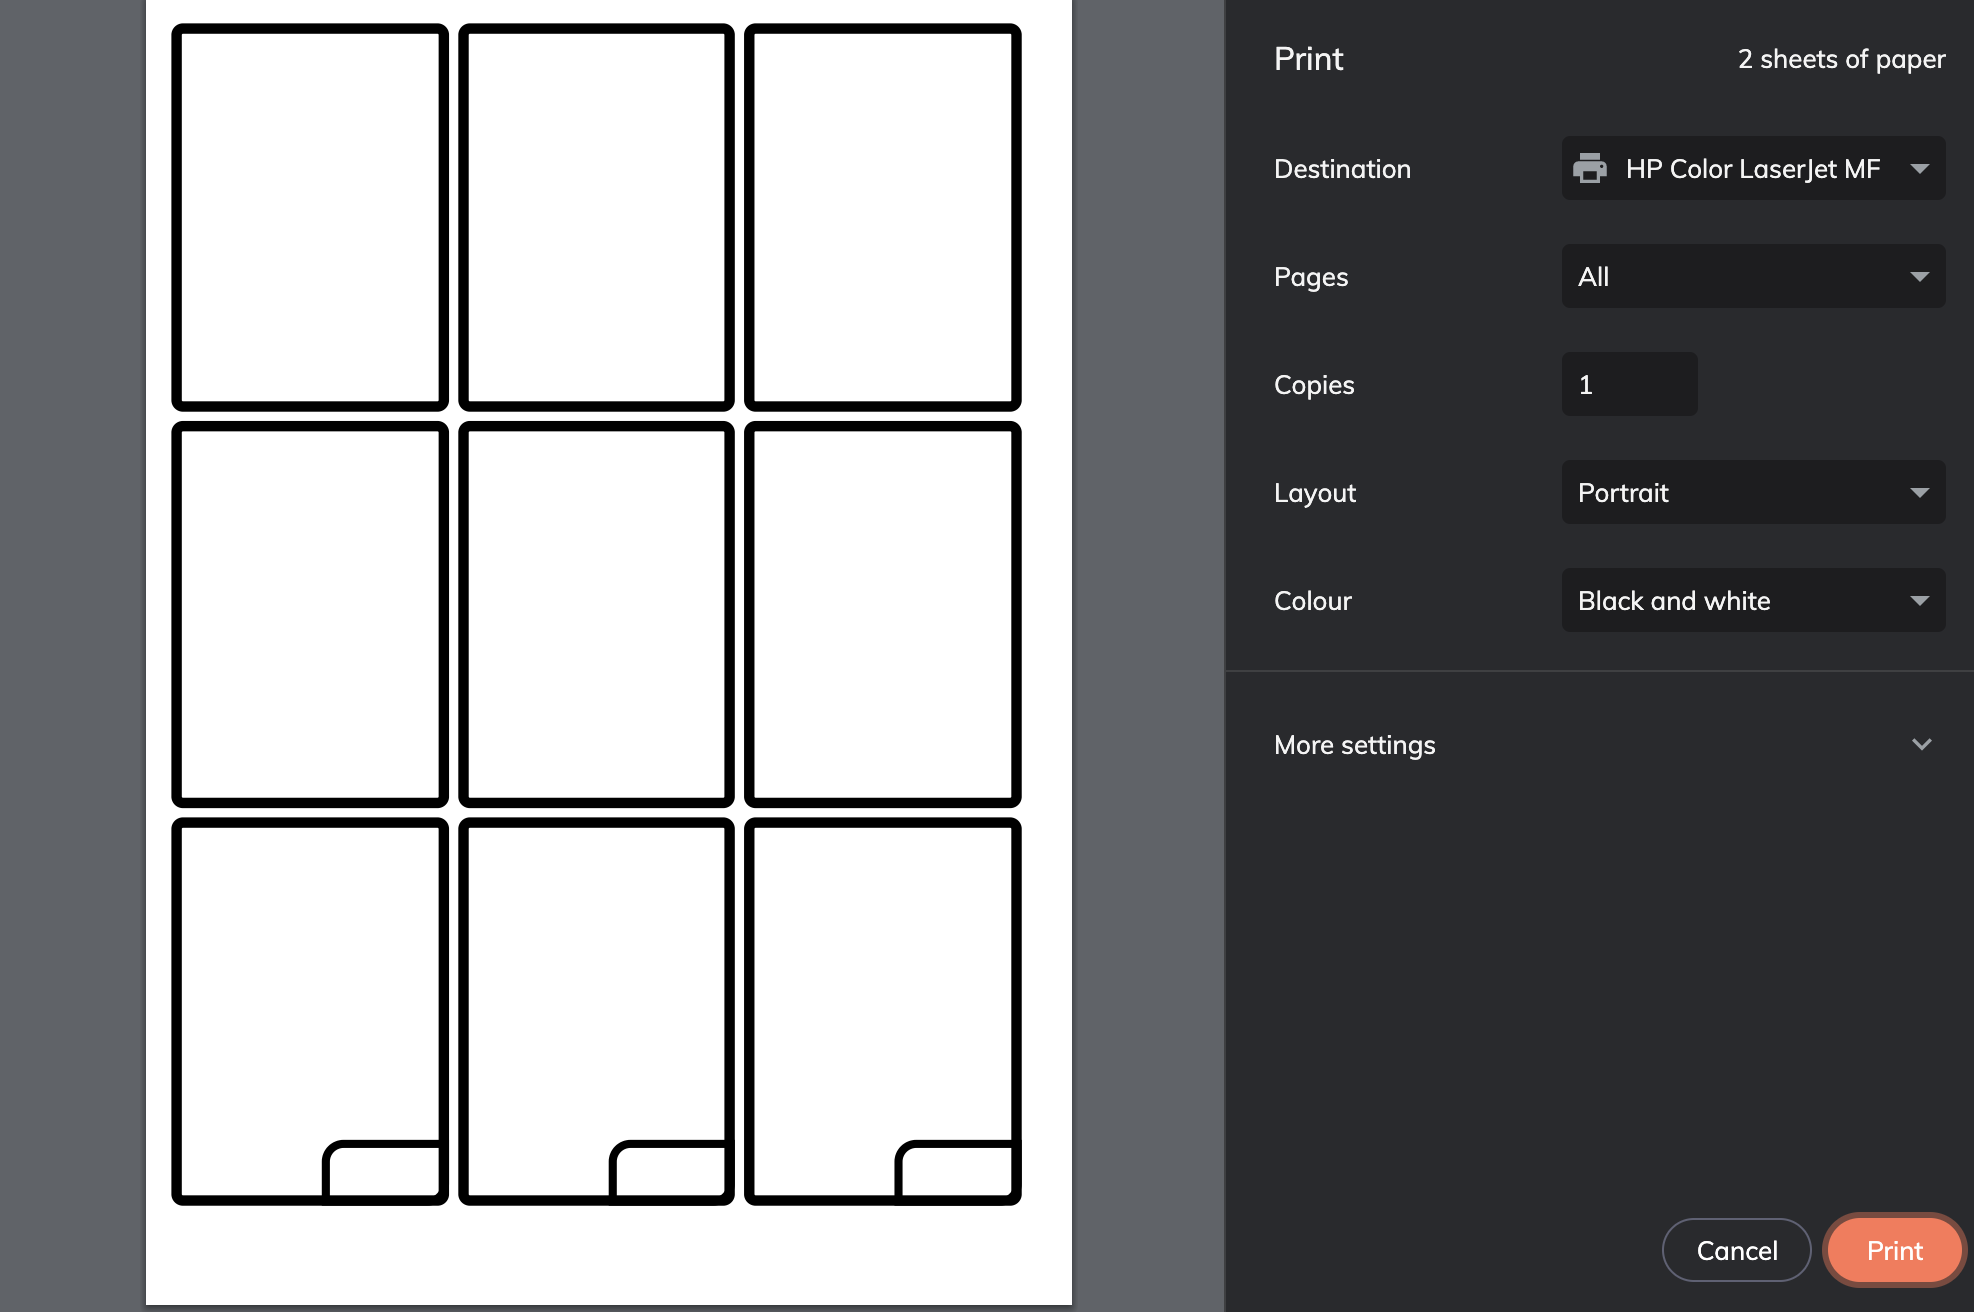 Print
2 sheets of paper
Destination
HP Color LaserJet MF
Pages
All
Copies
1
Layout
Portrait
Colour
Black and white
More settings
Cancel
Print